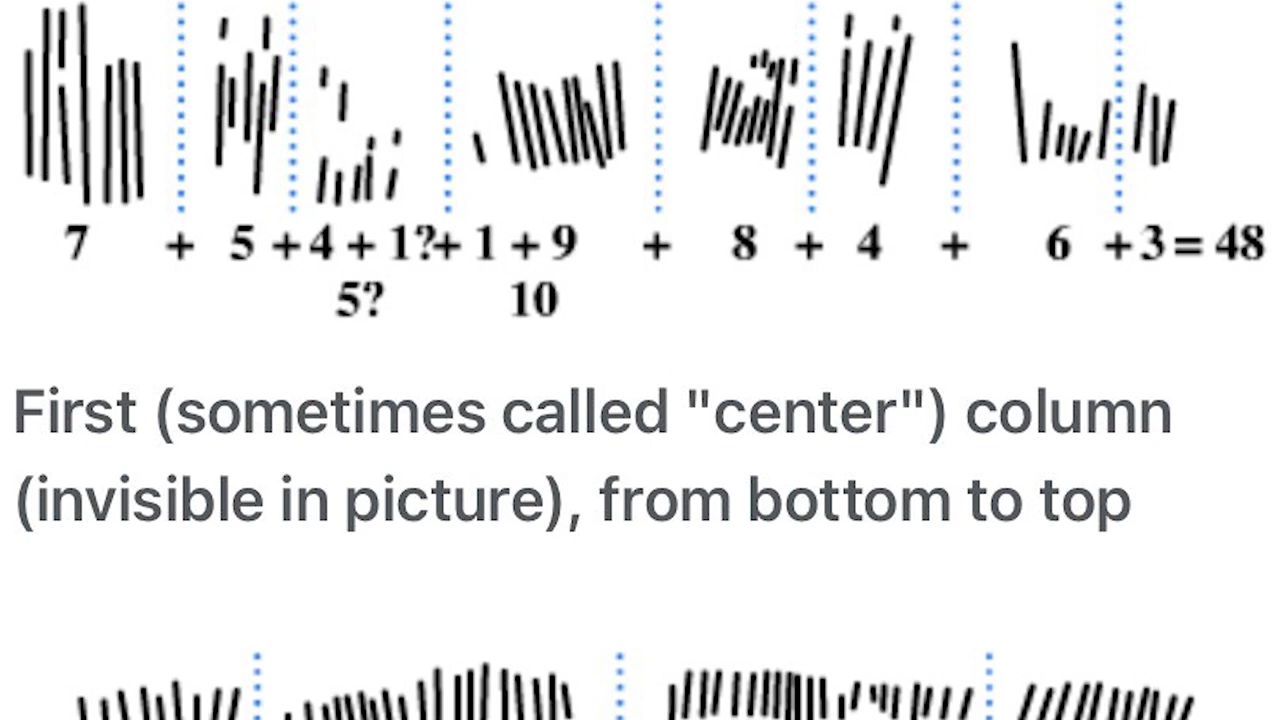 7 + 5 + 4 + 1? + 1 + 9 + 8 + 4 + 6 + 3 = 48
5? 10
First (sometimes called "center") column
(invisible in picture), from bottom to top